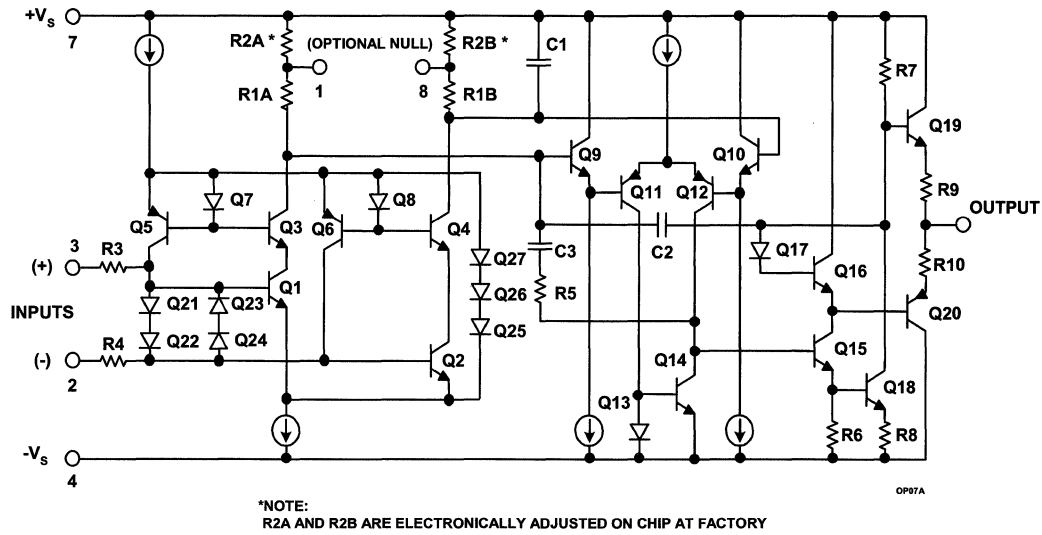 +VS
7
R2A *
(OPTIONAL NULL)
R2B *
C1
R7
1
8
R1A
R1B
Q19
Q9
Q10
Q11
Q12
R9
Q7
Q8
Q5
Q3
Q6
Q4
OUTPUT
3
R3
(+)
Q27
C3
C2
Q17
Q16
R10
Q1
Q21
Q23
Q26
R5
INPUTS
Q22
Q24
Q25
Q20
R4
(-)
2
Q2
Q14
Q15
Q13
Q18
R6
R8
-VS
4
OP07A
*NOTE:
R2A AND R2B ARE ELECTRONICALLY ADJUSTED ON CHIP AT FACTORY